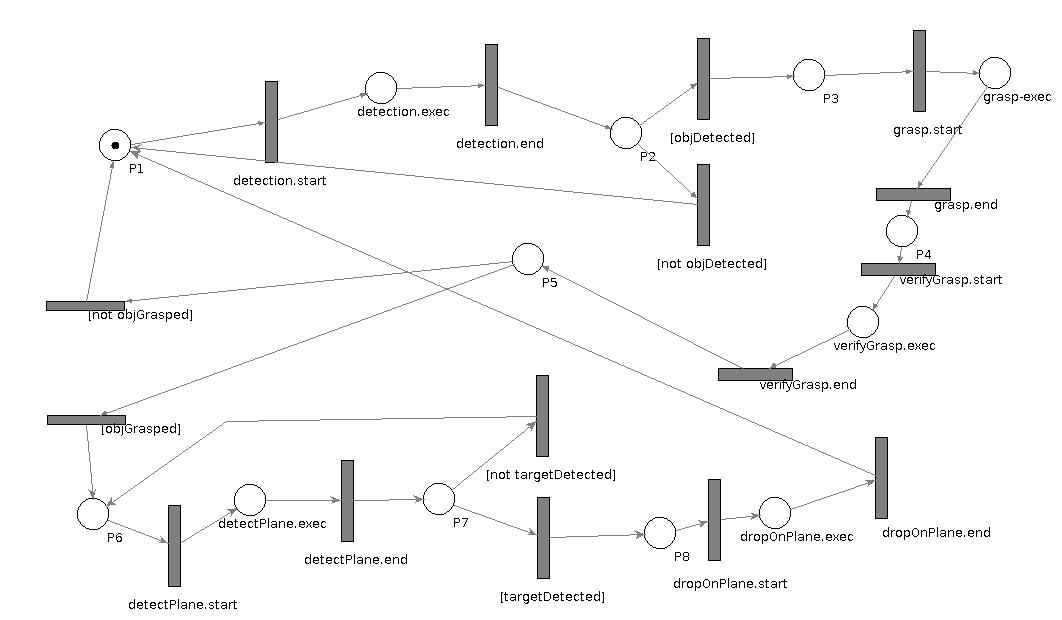 detection.exec
P3
grasp-exec
[objDetected]
grasp.start
detection.end
P2
P1
detection.start
grasp.end
P4
[not objDetected]
verifyGrasp.start
P5
[not objGrasped]
verifyGrasp.exec
verifyGrasp.end
[objGrasped]
[not targetDetected]
detectPlane.exec
P7
P6
dropOnPlane.exec
dropOnPlane.end
detectPlane.end
P8
dropOnPlane.start
[targetDetected]
detectPlane.start